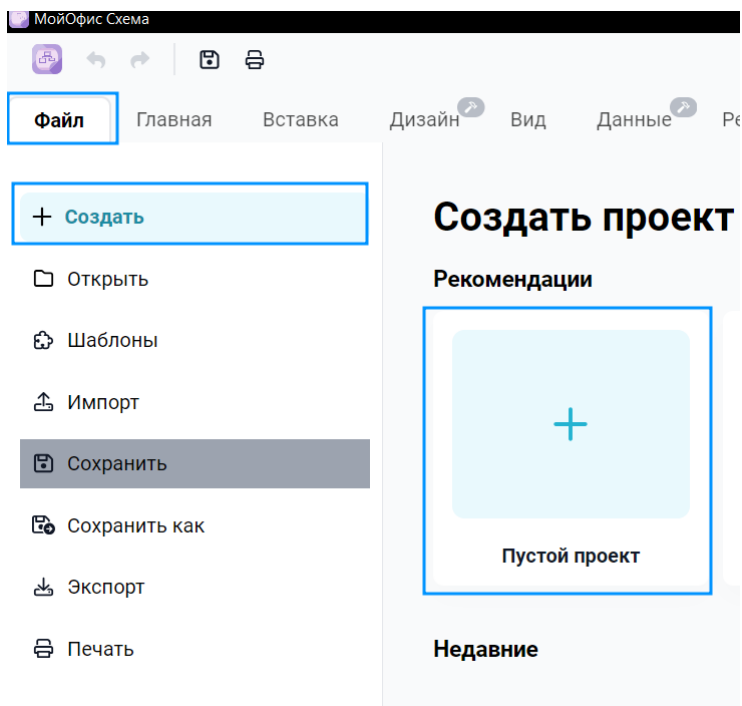 МойОфис Схема
Файл Главная Вставка Дизайн Вид Данные Ре
Создать
Открыть
Шаблоны
Импорт
Сохранить
Сохранить как
Экспорт
Печать
Создать проект
Рекомендации
Пустой проект
Недавние